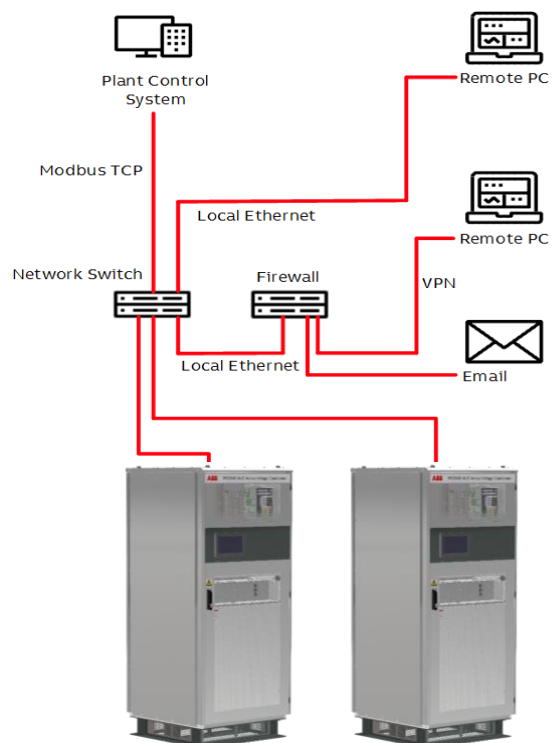 Plant Control
System
Remote PC
Modbus TCP
Local Ethernet
Remote PC
Network Switch
Firewall
VPN
Local Ethernet
Email
ABB
ABB